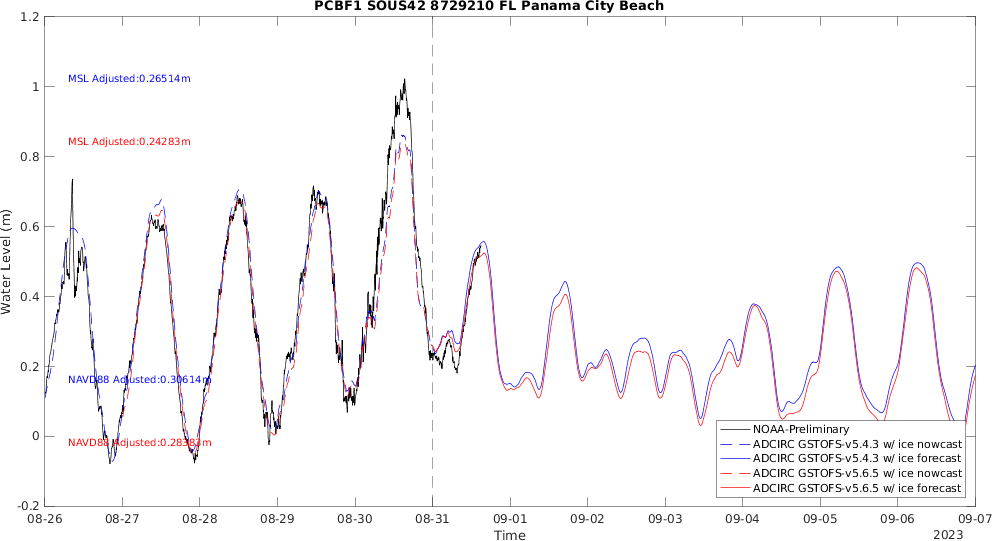 PCBF1 SOUS42 8729210 FL Panama City Beach
Water Level (m)
1.2
1
0.8
0.6
0.4
0.2
0
-0.2
MSL Adjusted:0.26514m
MSL Adjusted:0.24283m
NAVD88 Adjusted:0.30614m
NAVD88 Adjusted:0.28383m
NOAA-Preliminary
ADCIRC GSTOFS-v5.4.3 w/ ice nowcast
ADCIRC GSTOFS-v5.4.3 w/ ice forecast
ADCIRC GSTOFS-v5.6.5 w/ ice nowcast
ADCIRC GSTOFS-v5.6.5 w/ ice forecast
08-26 08-27 08-28 08-29 08-30 08-31 09-01 09-02 09-03 09-04 09-05 09-06 09-07
Time
2023